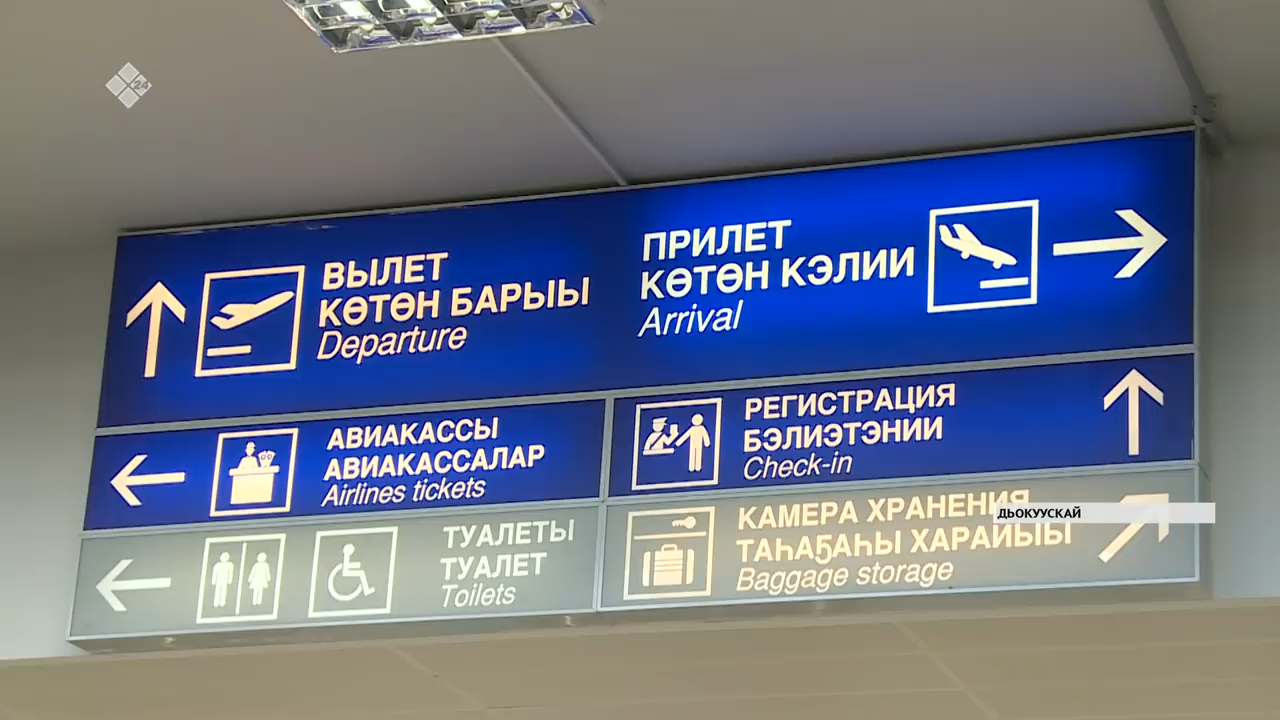 24
ВЫЛЕТ
КӨТӨН БАРЫЫ
Departure
ПРИЛЕТ
КӨТӨН КЭЛИИ
Arrival
АВИАКАССЫ
АВИАКАССАЛАР
Airlines tickets
РЕГИСТРАЦИЯ
БЭЛИЭТЭНИИ
Check-in
ТУАЛЕТЫ
ТУАЛЕТ
Toilets
КАМЕРА ХРАНЕНИЯ
ТАҺАҔАҺЫ ХАРАЙЫЫ
Baggage storage
ДЬОКУУСКАЙ